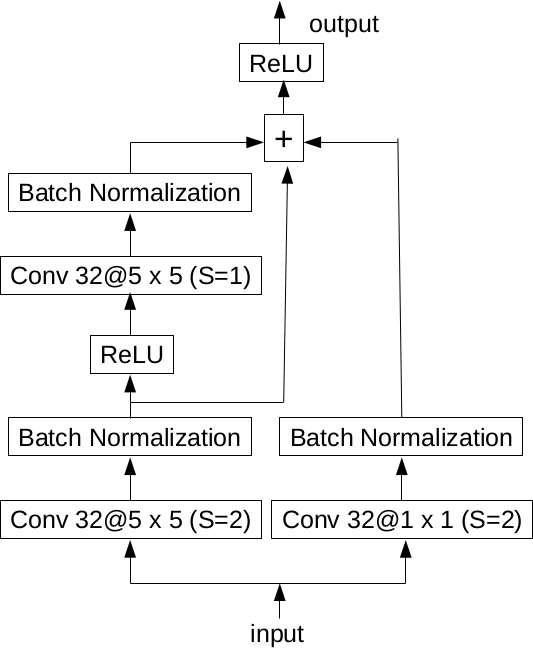 output
ReLU
+
Batch Normalization
Conv 32@5 x 5 (S=1)
ReLU
Batch Normalization
Batch Normalization
Conv 32@5 x 5 (S=2)
Conv 32@1 x 1 (S=2)
input